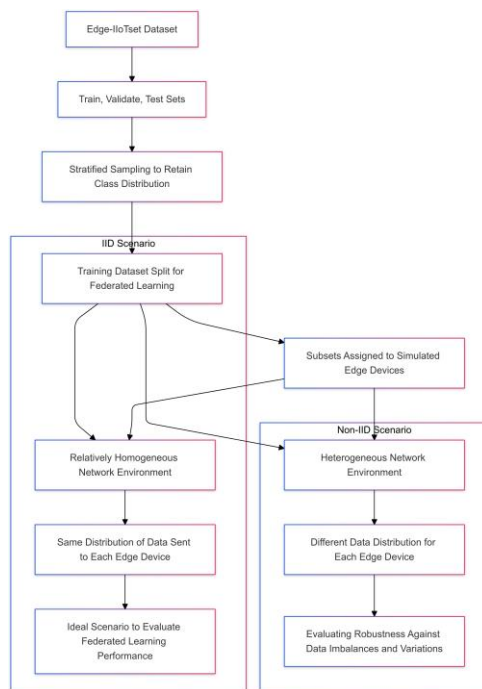 Edge-IIoTset Dataset
Train, Validate, Test Sets
Stratified Sampling to Retain
Class Distribution
IID Scenario
Training Dataset Split for
Federated Learning
Subsets Assigned to Simulated
Edge Devices
Non-IID Scenario
Relatively Homogeneous
Network Environment
Heterogeneous Network
Environment
Same Distribution of Data Sent
to Each Edge Device
Different Data Distribution for
Each Edge Device
Ideal Scenario to Evaluate
Federated Learning
Performance
Evaluating Robustness Against
Data Imbalances and Variations